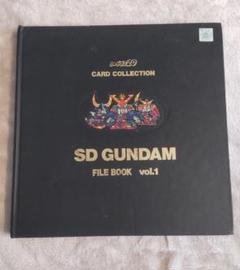 CARD COLLECTION
SD GUNDAM
FILE BOOK vol.1